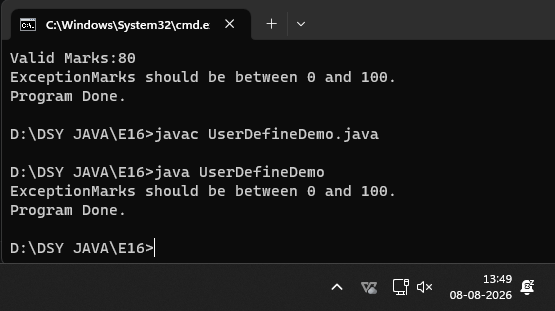 C:\Windows\System32\cmd.e
Valid Marks:80
ExceptionMarks should be between 0 and 100.
Program Done.
D:\DSY JAVA\E16>javac UserDefineDemo.java
D:\DSY JAVA\E16>java UserDefineDemo
ExceptionMarks should be between 0 and 100.
Program Done.
D:\DSY JAVA\E16>
13:49
08-08-2026